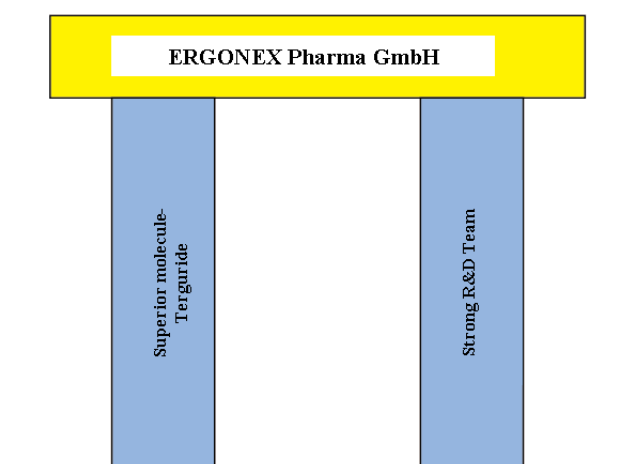 ERGONEX Pharma GmbH
Superior molecule-
Terguride
Strong R&D Team